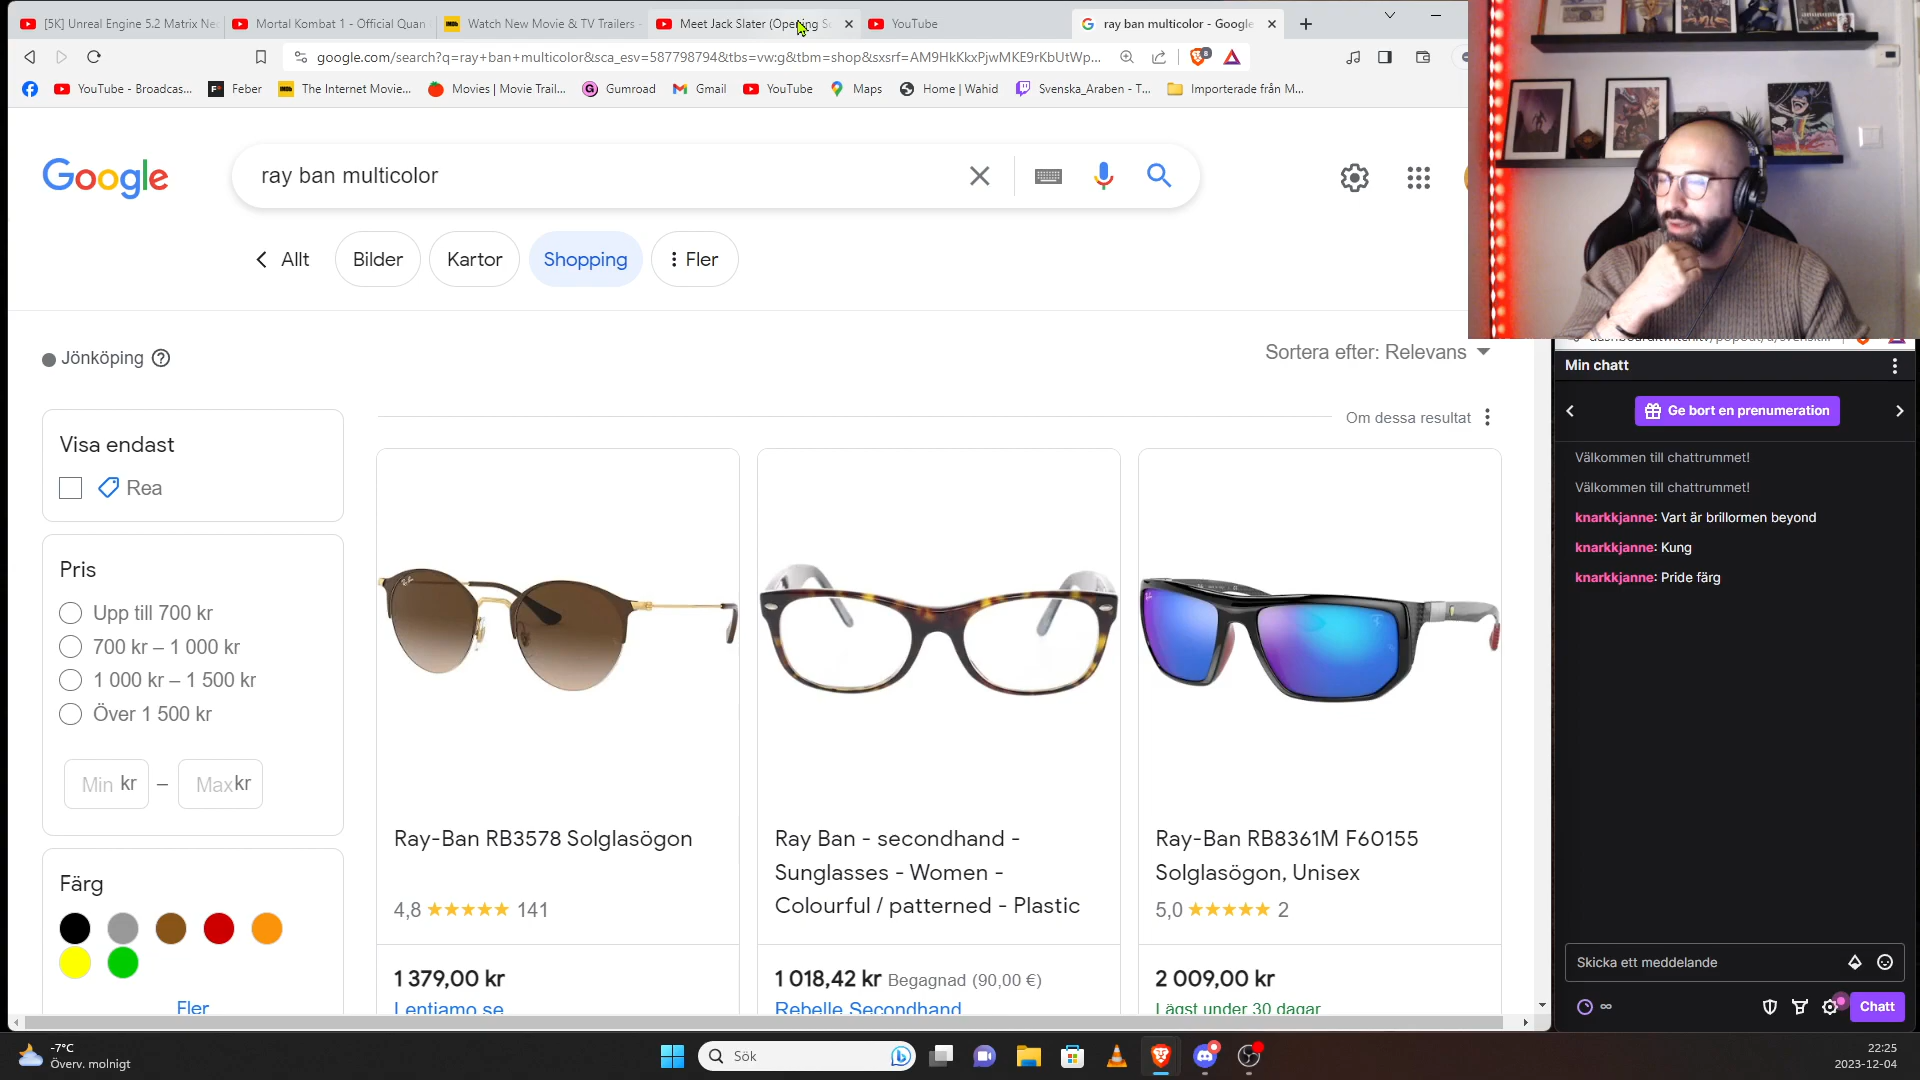 [5K] Unreal Engine 5.2 Matrix Ne
Mortal Kombat 1 - Official Quan
Watch New Movie & TV Trailers -
Meet Jack Slater (Opening Sc
YouTube
ray ban multicolor - Google
google.com/search?q=ray+ban+multicolor&sca_esv=587798794&tbs=vw:g&tbm=shop&sxsrf=AM9HkKkxPjwMKE9rKbUtWp...
YouTube - Broadcas...
Feber
The Internet Movie...
Movies | Movie Trail...
Gumroad
Gmail
YouTube
Maps
Home | Wahid
Svenska_Araben - T...
Importerade från M...
Google
ray ban multicolor
Allt
Bilder
Kartor
Shopping
Fler
Jönköping
Sortera efter: Relevans
Om dessa resultat
Visa endast
Rea
Pris
Upp till 700 kr
700 kr – 1 000 kr
1 000 kr – 1 500 kr
Över 1 500 kr
Min kr – Max kr
Färg
Fler
Ray-Ban RB3578 Solglasögon
4,8 141
1 379,00 kr
Lentiamo se
Ray Ban - secondhand -
Sunglasses - Women -
Colourful / patterned - Plastic
1 018,42 kr Begagnad (90,00 €)
Rebelle Secondhand
Ray-Ban RB8361M F60155
Solglasögon, Unisex
5,0 2
2 009,00 kr
Lägst under 30 dagar
Min chatt
Ge bort en prenumeration
Välkommen till chattrummet!
Välkommen till chattrummet!
knarkkjanne: Vart är brillormen beyond
knarkkjanne: Kung
knarkkjanne: Pride färg
Skicka ett meddelande
Chatt
-7°C
Överv. molnigt
Sök
22:25
2023-12-04